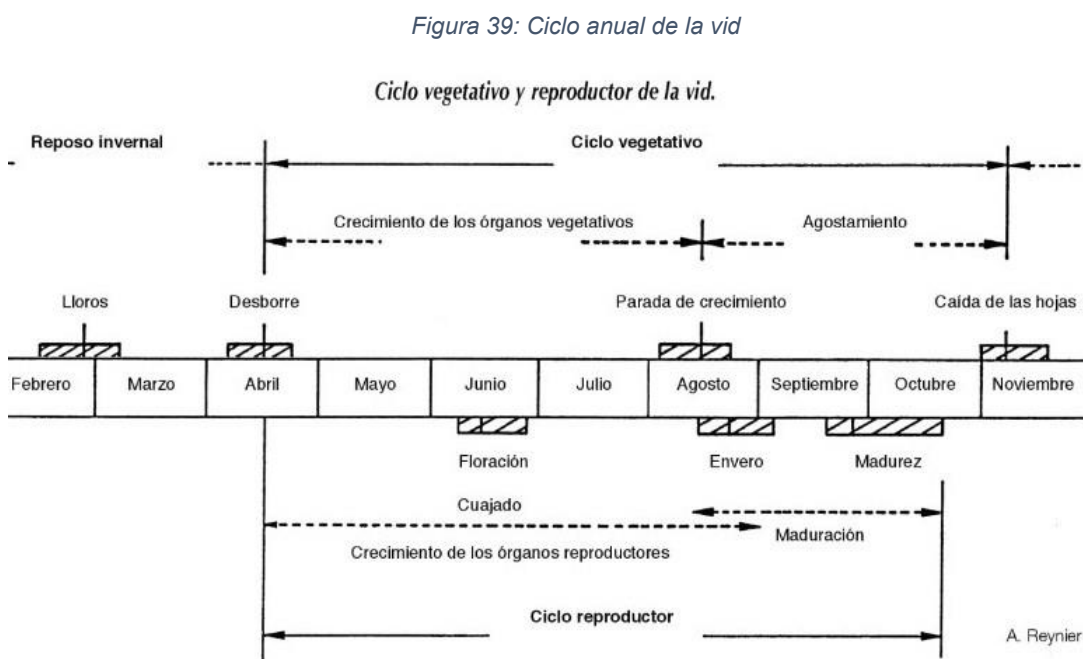 Figura 39: Ciclo anual de la vid
Ciclo vegetativo y reproductor de la vid.
Reposo invernal
Ciclo vegetativo
Crecimiento de los órganos vegetativos
Agostamiento
Lloros
Desborre
Parada de crecimiento
Caída de las hojas
Febrero
Marzo
Abril
Mayo
Junio
Julio
Agosto
Septiembre
Octubre
Noviembre
Floración
Envero
Madurez
Cuajado
Maduración
Crecimiento de los órganos reproductores
Ciclo reproductor
A. Reynier